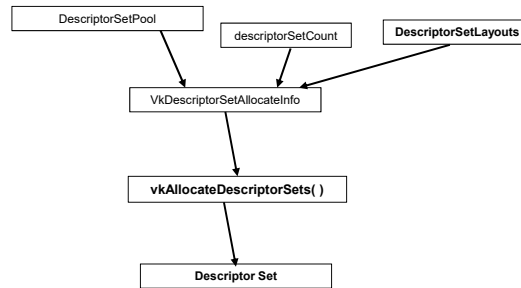 DescriptorSetPool
descriptorSetCount
DescriptorSetLayouts
VkDescriptorSetAllocateInfo
vkAllocateDescriptorSets( )
Descriptor Set